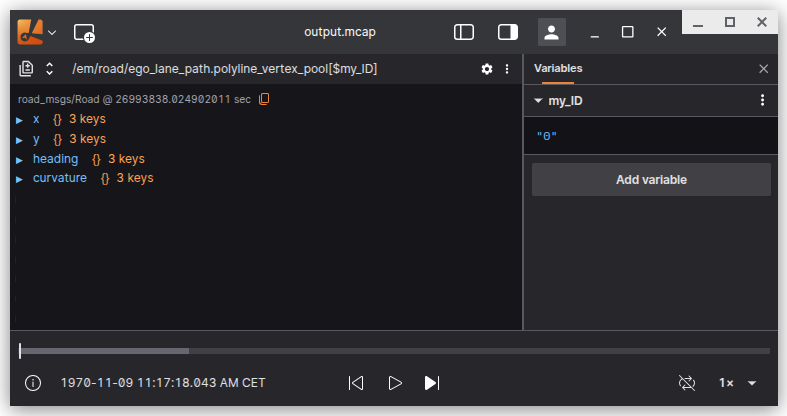 output.mcap
/em/road/ego_lane_path.polyline_vertex_pool[$my_ID]
road_msgs/Road @ 26993838.024902011 sec
x {} 3 keys
y {} 3 keys
heading {} 3 keys
curvature {} 3 keys
Variables
my_ID
"0"
Add variable
1970-11-09 11:17:18.043 AM CET
1×